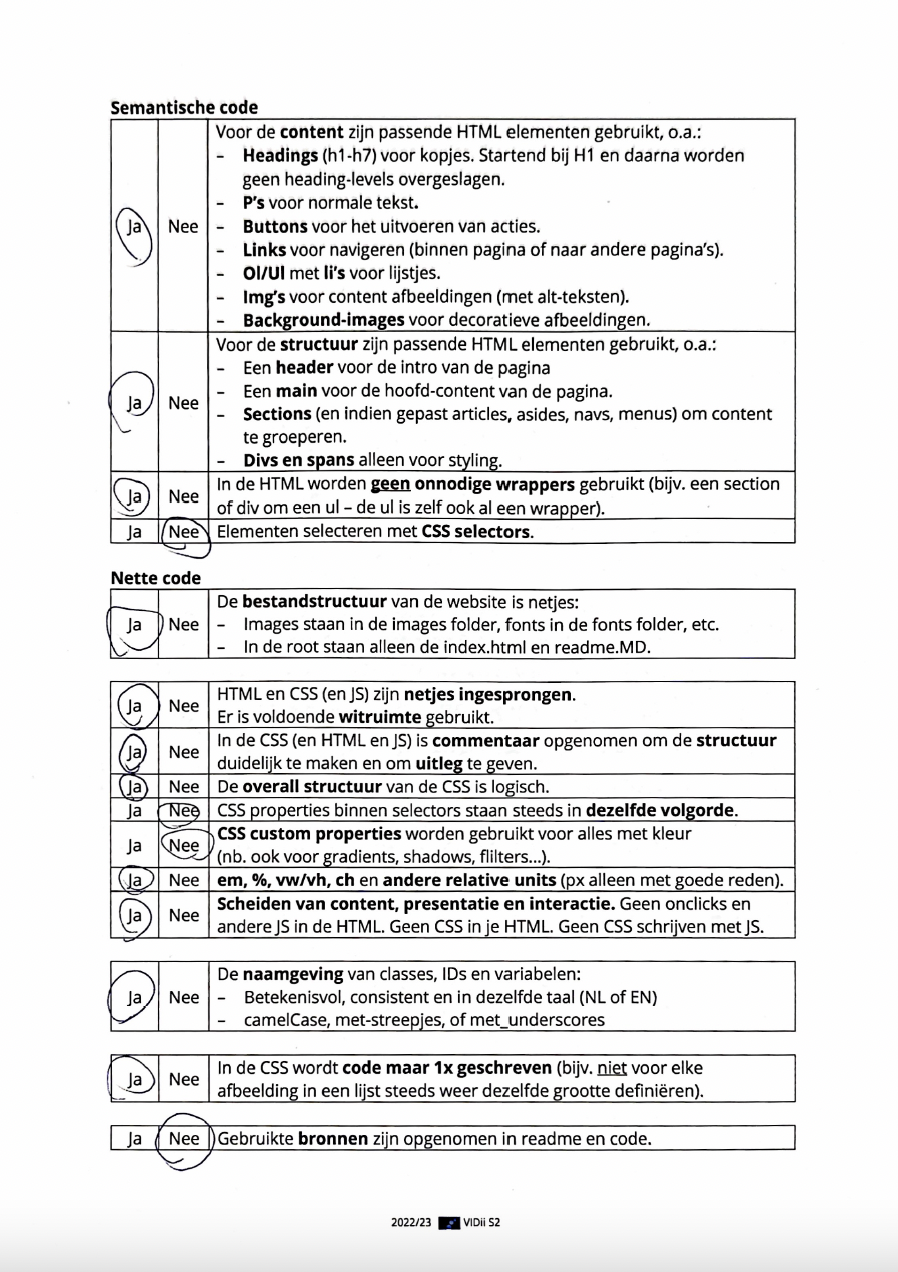 Semantische code
Voor de content zijn passende HTML elementen gebruikt, o.a.:
– Headings (h1-h7) voor kopjes. Startend bij H1 en daarna worden
geen heading-levels overgeslagen.
– P's voor normale tekst.
Ja Nee – Buttons voor het uitvoeren van acties.
– Links voor navigeren (binnen pagina of naar andere pagina's).
– Ol/Ul met li's voor lijstjes.
– Img's voor content afbeeldingen (met alt-teksten).
– Background-images voor decoratieve afbeeldingen.
Voor de structuur zijn passende HTML elementen gebruikt, o.a.:
– Een header voor de intro van de pagina
– Een main voor de hoofd-content van de pagina.
Ja Nee
– Sections (en indien gepast articles, asides, navs, menus) om content
te groeperen.
– Divs en spans alleen voor styling.
Ja Nee
In de HTML worden geen onnodige wrappers gebruikt (bijv. een section
of div om een ul – de ul is zelf ook al een wrapper).
Ja Nee Elementen selecteren met CSS selectors.
Nette code
De bestandstructuur van de website is netjes:
Ja Nee – Images staan in de images folder, fonts in de fonts folder, etc.
– In de root staan alleen de index.html en readme.MD.
Ja Nee
HTML en CSS (en JS) zijn netjes ingesprongen.
Er is voldoende witruimte gebruikt.
Ja Nee
In de CSS (en HTML en JS) is commentaar opgenomen om de structuur
duidelijk te maken en om uitleg te geven.
Ja Nee De overall structuur van de CSS is logisch.
Ja Nee CSS properties binnen selectors staan steeds in dezelfde volgorde.
Ja Nee
CSS custom properties worden gebruikt voor alles met kleur
(nb. ook voor gradients, shadows, flilters...).
Ja Nee em, %, vw/vh, ch en andere relative units (px alleen met goede reden).
Ja Nee
Scheiden van content, presentatie en interactie. Geen onclicks en
andere JS in de HTML. Geen CSS in je HTML. Geen CSS schrijven met JS.
De naamgeving van classes, IDs en variabelen:
Ja Nee – Betekenisvol, consistent en in dezelfde taal (NL of EN)
– camelCase, met-streepjes, of met_underscores
Ja Nee
In de CSS wordt code maar 1x geschreven (bijv. niet voor elke
afbeelding in een lijst steeds weer dezelfde grootte definiëren).
Ja Nee Gebruikte bronnen zijn opgenomen in readme en code.
2022/23 VIDii S2